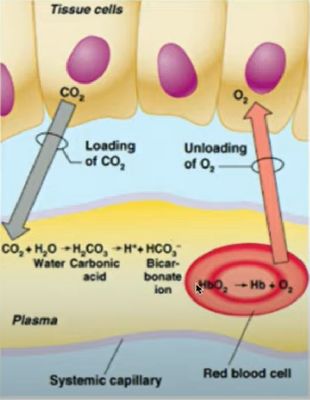 Tissue cells
CO₂
O₂
Loading
of CO₂
Unloading
of O₂
CO₂ + H₂O → H₂CO₃ → H⁺ + HCO₃⁻
Water Carbonic
acid
Bicar-
bonate
ion
HbO₂ → Hb + O₂
Plasma
Systemic capillary
Red blood cell